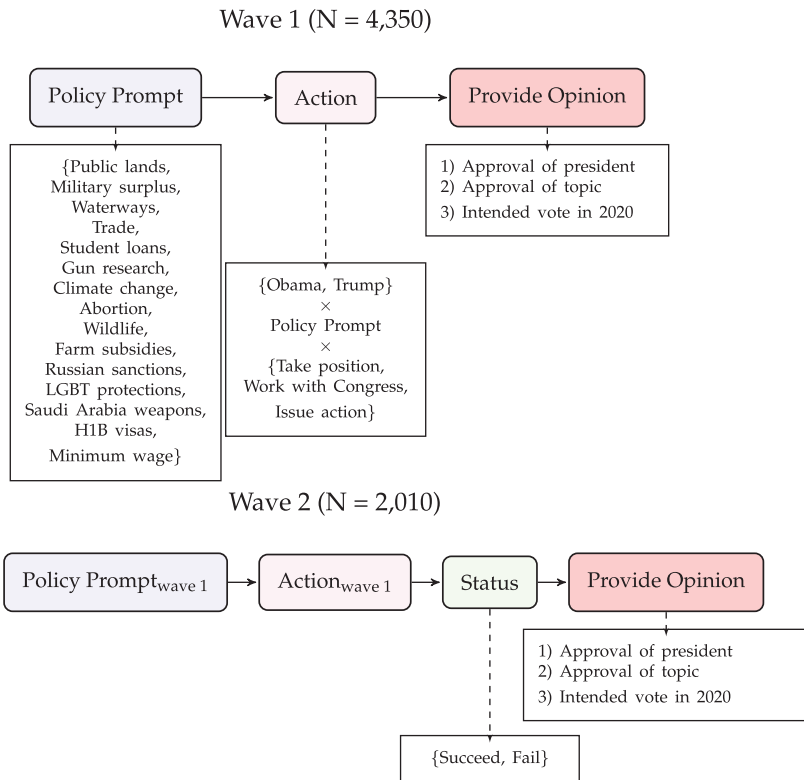 Wave 1 (N = 4,350)
Policy Prompt
Action
Provide Opinion
{Public lands,
Military surplus,
Waterways,
Trade,
Student loans,
Gun research,
Climate change,
Abortion,
Wildlife,
Farm subsidies,
Russian sanctions,
LGBT protections,
Saudi Arabia weapons,
H1B visas,
Minimum wage}
{Obama, Trump}
×
Policy Prompt
×
{Take position,
Work with Congress,
Issue action}
1) Approval of president
2) Approval of topic
3) Intended vote in 2020
Wave 2 (N = 2,010)
Policy Prompt wave 1
Action wave 1
Status
Provide Opinion
{Succeed, Fail}
1) Approval of president
2) Approval of topic
3) Intended vote in 2020